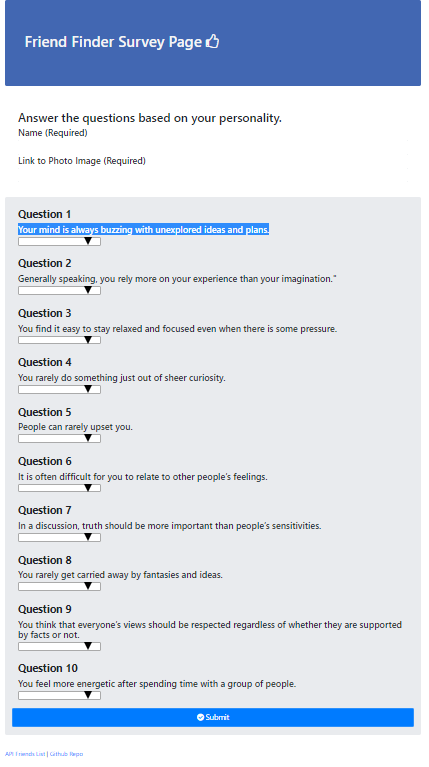 Friend Finder Survey Page
Answer the questions based on your personality.
Name (Required)
Link to Photo Image (Required)
Question 1
Your mind is always buzzing with unexplored ideas and plans.
Question 2
Generally speaking, you rely more on your experience than your imagination."
Question 3
You find it easy to stay relaxed and focused even when there is some pressure.
Question 4
You rarely do something just out of sheer curiosity.
Question 5
People can rarely upset you.
Question 6
It is often difficult for you to relate to other people's feelings.
Question 7
In a discussion, truth should be more important than people's sensitivities.
Question 8
You rarely get carried away by fantasies and ideas.
Question 9
You think that everyone's views should be respected regardless of whether they are supported
by facts or not.
Question 10
You feel more energetic after spending time with a group of people.
Submit
API Friends List | Github Repo